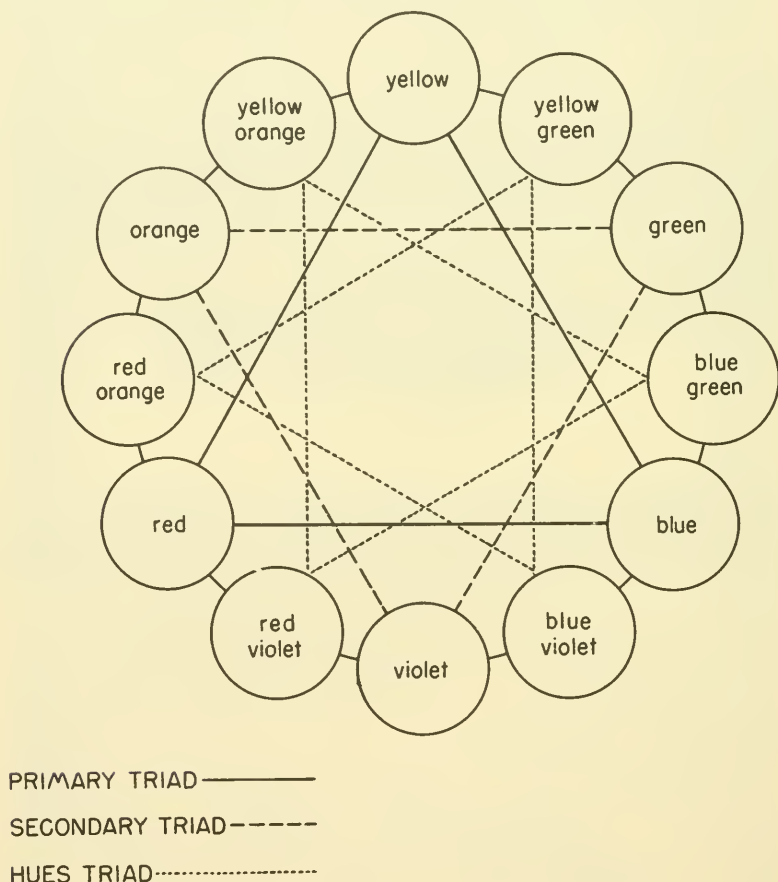 yellow
yellow
green
green
blue
green
blue
blue
violet
violet
red
violet
red
red
orange
orange
yellow
orange
PRIMARY TRIAD
SECONDARY TRIAD
HUES TRIAD